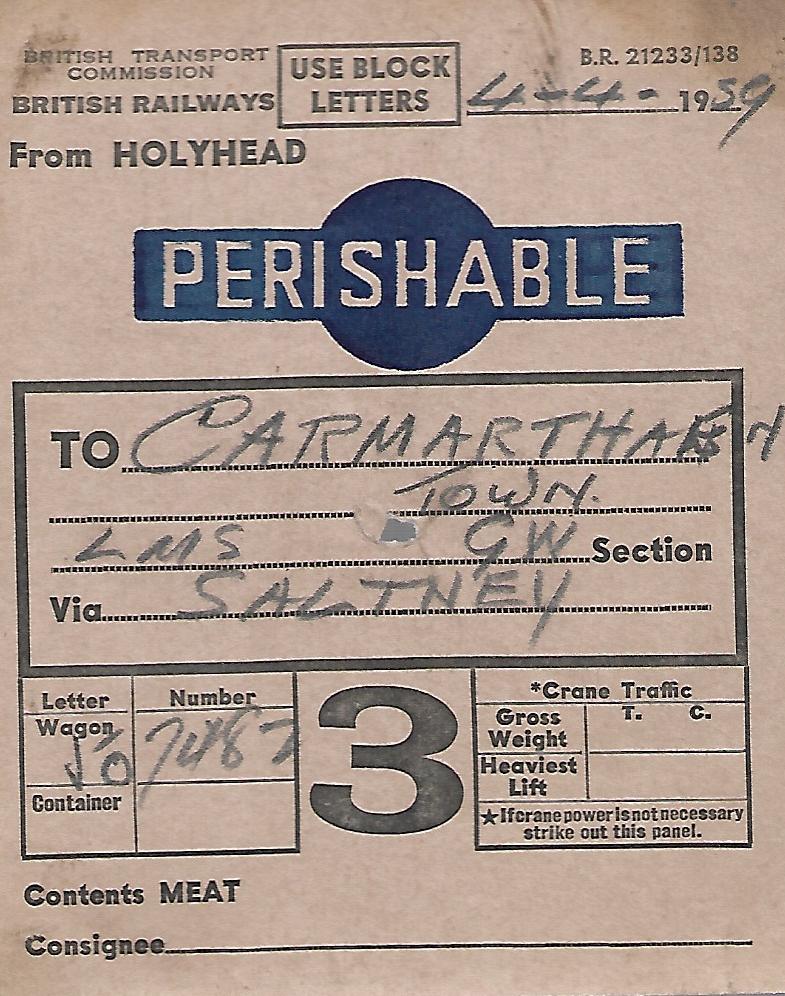 BRITISH TRANSPORT
COMMISSION
BRITISH RAILWAYS
USE BLOCK
LETTERS
B.R. 21233/138
4-4- 1959
From HOLYHEAD
PERISHABLE
TO CARMARTHAEN
TOWN.
LMS GW Section
Via SALTNEY
Letter Number
Wagon 7487
Container
3
*Crane Traffic
T. C.
Gross
Weight
Heaviest
Lift
★If crane power is not necessary
strike out this panel.
Contents MEAT
Consignee